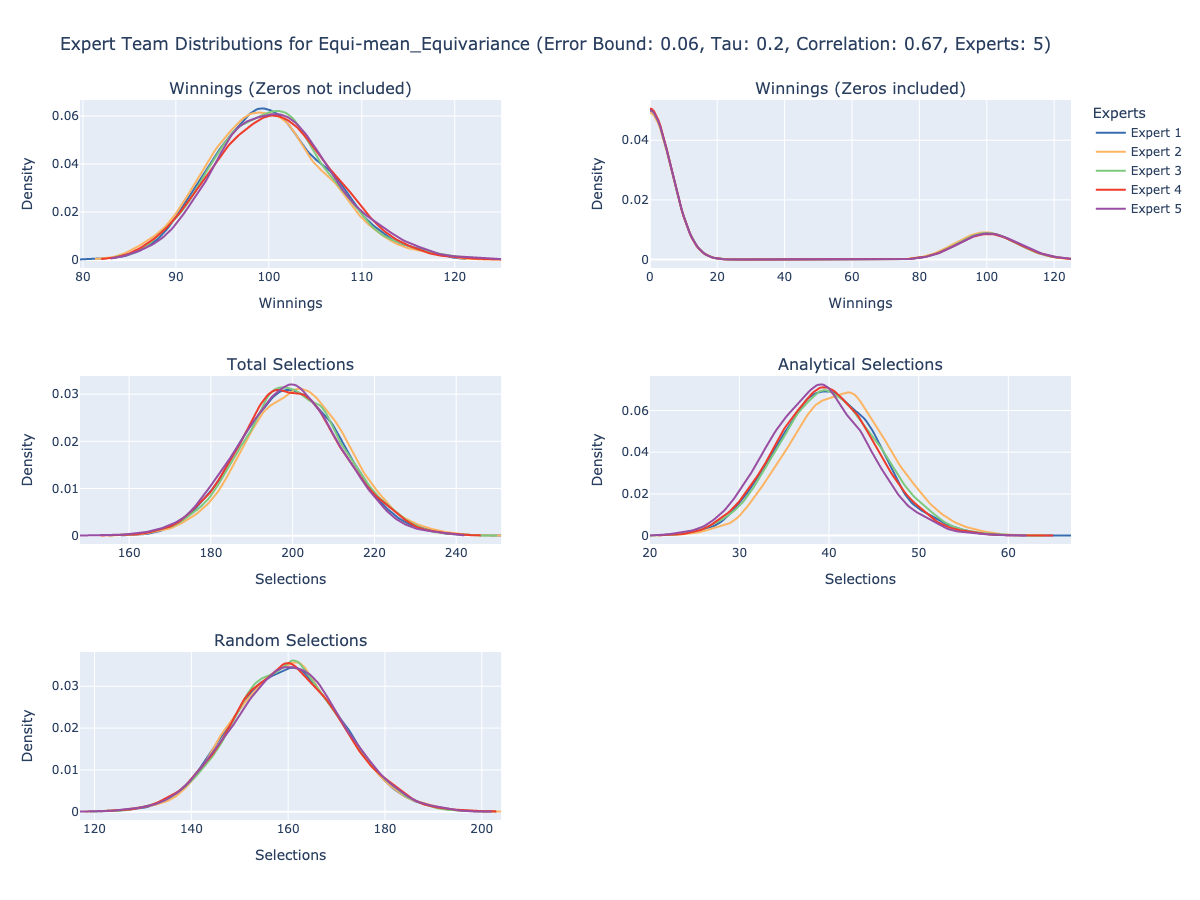 Expert Team Distributions for Equi-mean_Equivariance (Error Bound: 0.06, Tau: 0.2, Correlation: 0.67, Experts: 5)
Winnings (Zeros not included)
Density
0.06
0.04
0.02
0
80 90 100 110 120
Winnings
Winnings (Zeros included)
Density
0.04
0.02
0
0 20 40 60 80 100 120
Winnings
Experts
Expert 1
Expert 2
Expert 3
Expert 4
Expert 5
Total Selections
Density
0.03
0.02
0.01
0
160 180 200 220 240
Selections
Analytical Selections
Density
0.06
0.04
0.02
0
20 30 40 50 60
Selections
Random Selections
Density
0.03
0.02
0.01
0
120 140 160 180 200
Selections